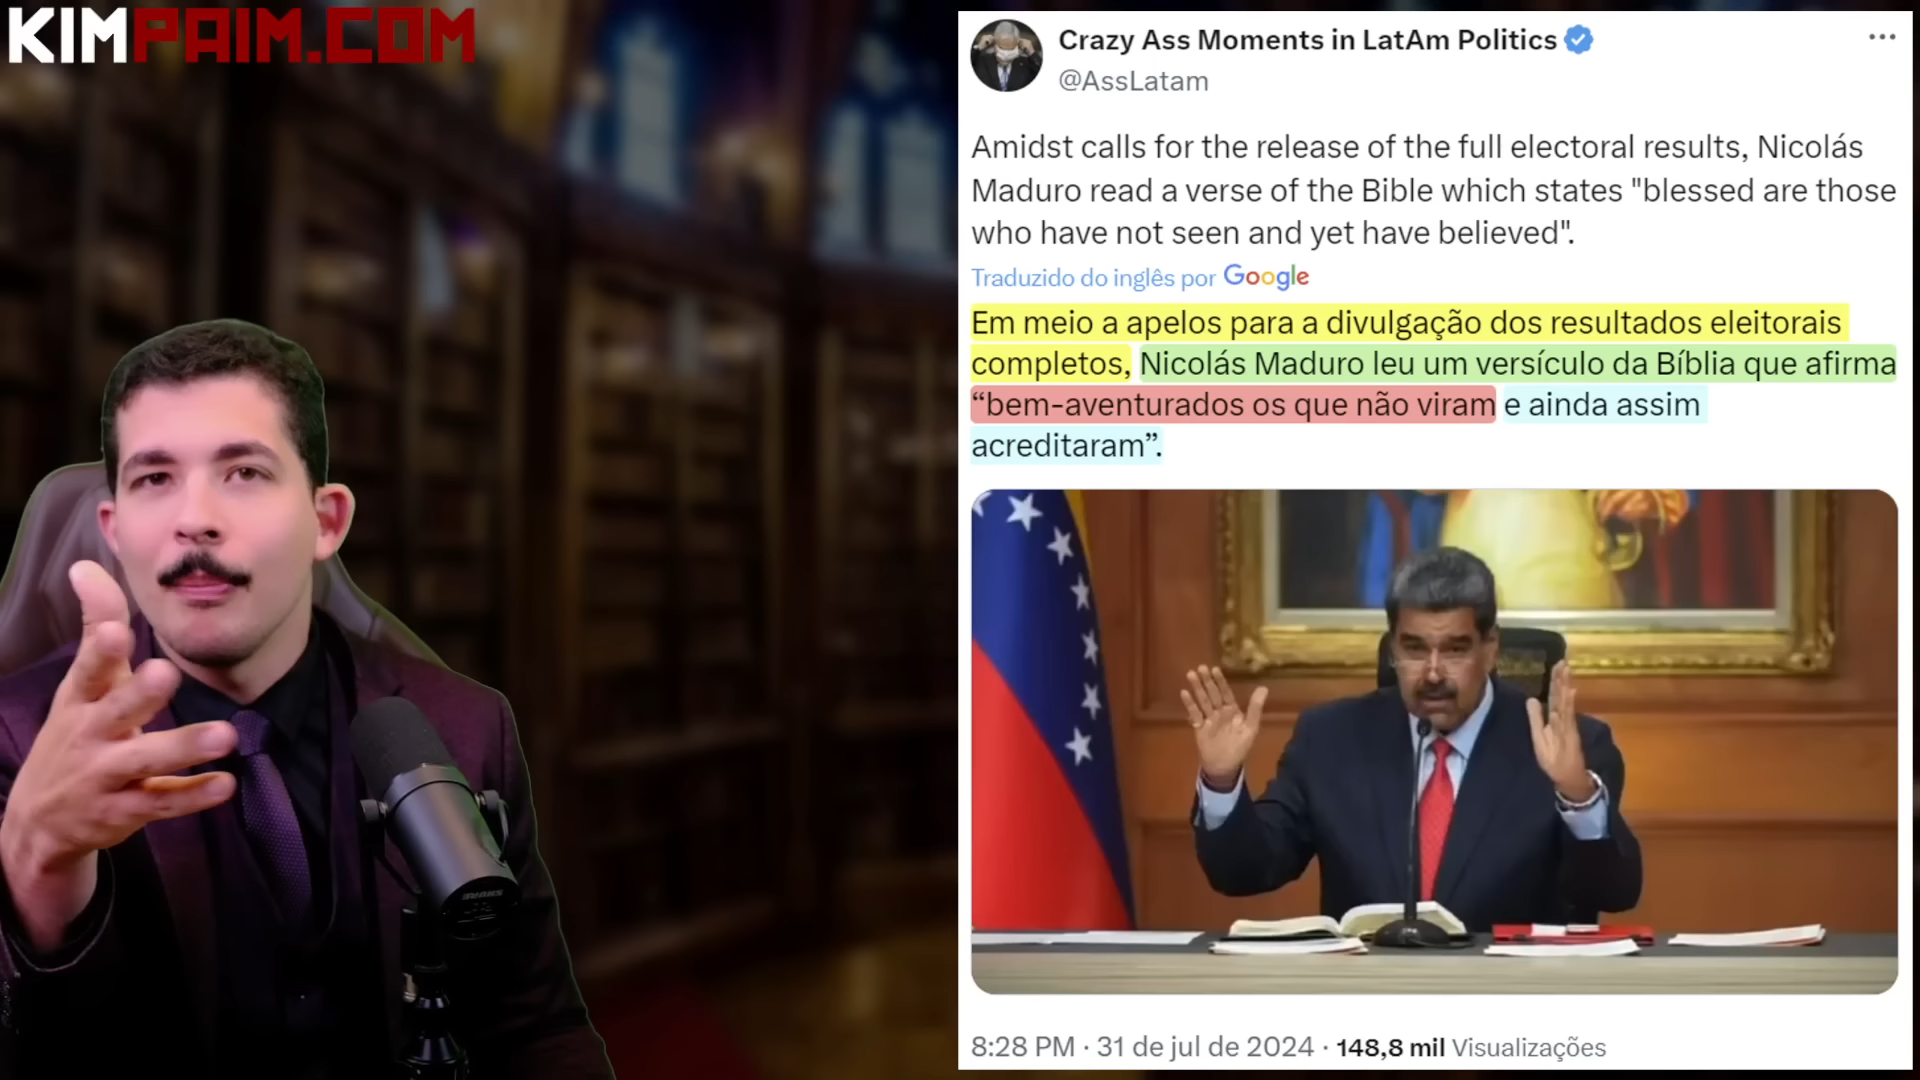 KIMPAIM.COM
Crazy Ass Moments in LatAm Politics
@AssLatam
Amidst calls for the release of the full electoral results, Nicolás
Maduro read a verse of the Bible which states "blessed are those
who have not seen and yet have believed".
Traduzido do inglês por Google
Em meio a apelos para a divulgação dos resultados eleitorais
completos, Nicolás Maduro leu um versículo da Bíblia que afirma
“bem-aventurados os que não viram e ainda assim
acreditaram”.
SHURE
8:28 PM · 31 de jul de 2024 · 148,8 mil Visualizações